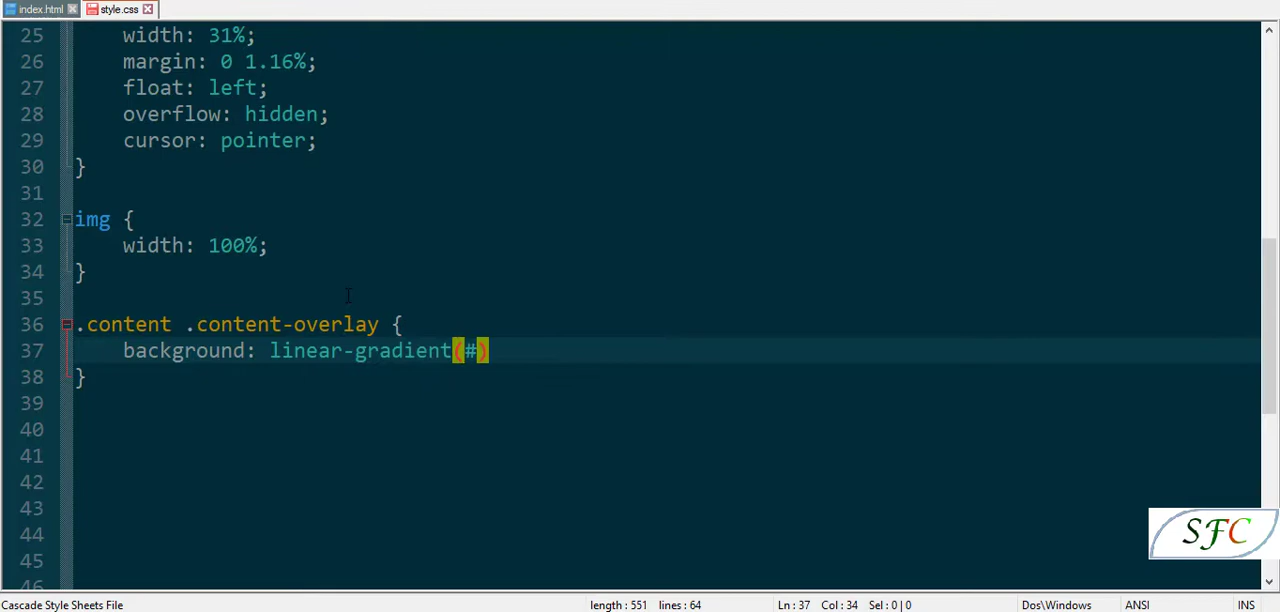 index.html style.css
25 width: 31%;
26 margin: 0 1.16%;
27 float: left;
28 overflow: hidden;
29 cursor: pointer;
30 }
31
32 img {
33 width: 100%;
34 }
35
36 .content .content-overlay {
37 background: linear-gradient(#)
38 }
39
40
41
42
43
44
45
46
SFC
Cascade Style Sheets File length : 551 lines : 64 Ln : 37 Col : 34 Sel : 0 | 0 Dos\Windows ANSI INS